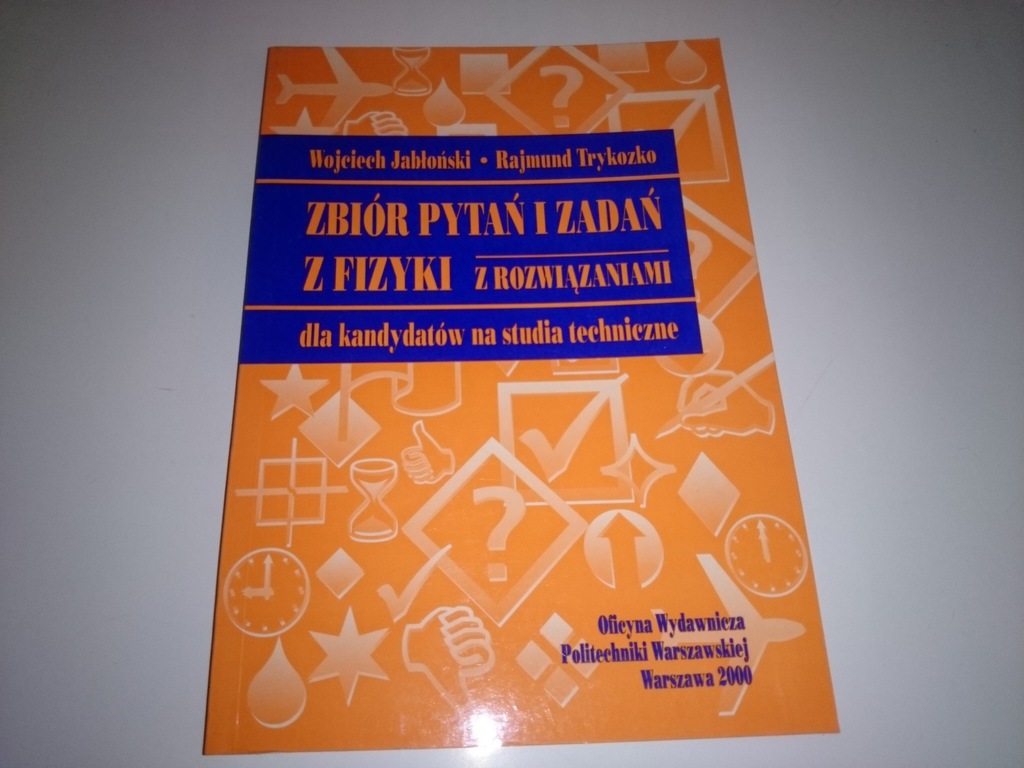 Wojciech Jabłoński • Rajmund Trykozko
ZBIÓR PYTAŃ I ZADAŃ
Z FIZYKI Z ROZWIĄZANIAMI
dla kandydatów na studia techniczne
Oficyna Wydawnicza
Politechniki Warszawskiej
Warszawa 2000